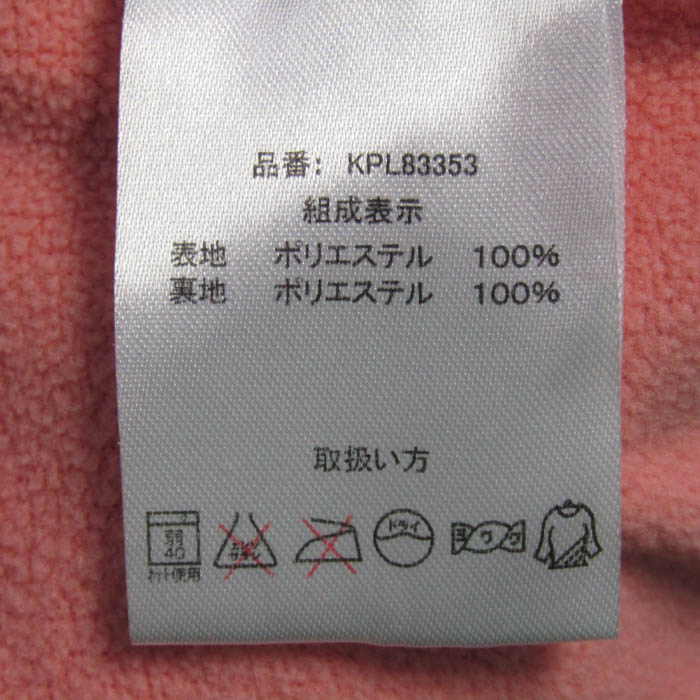 品番: KPL83353
組成表示
表地 ポリエステル 100%
裏地 ポリエステル 100%
取扱い方
弱
40
ネット使用
ドライ
ヨワク